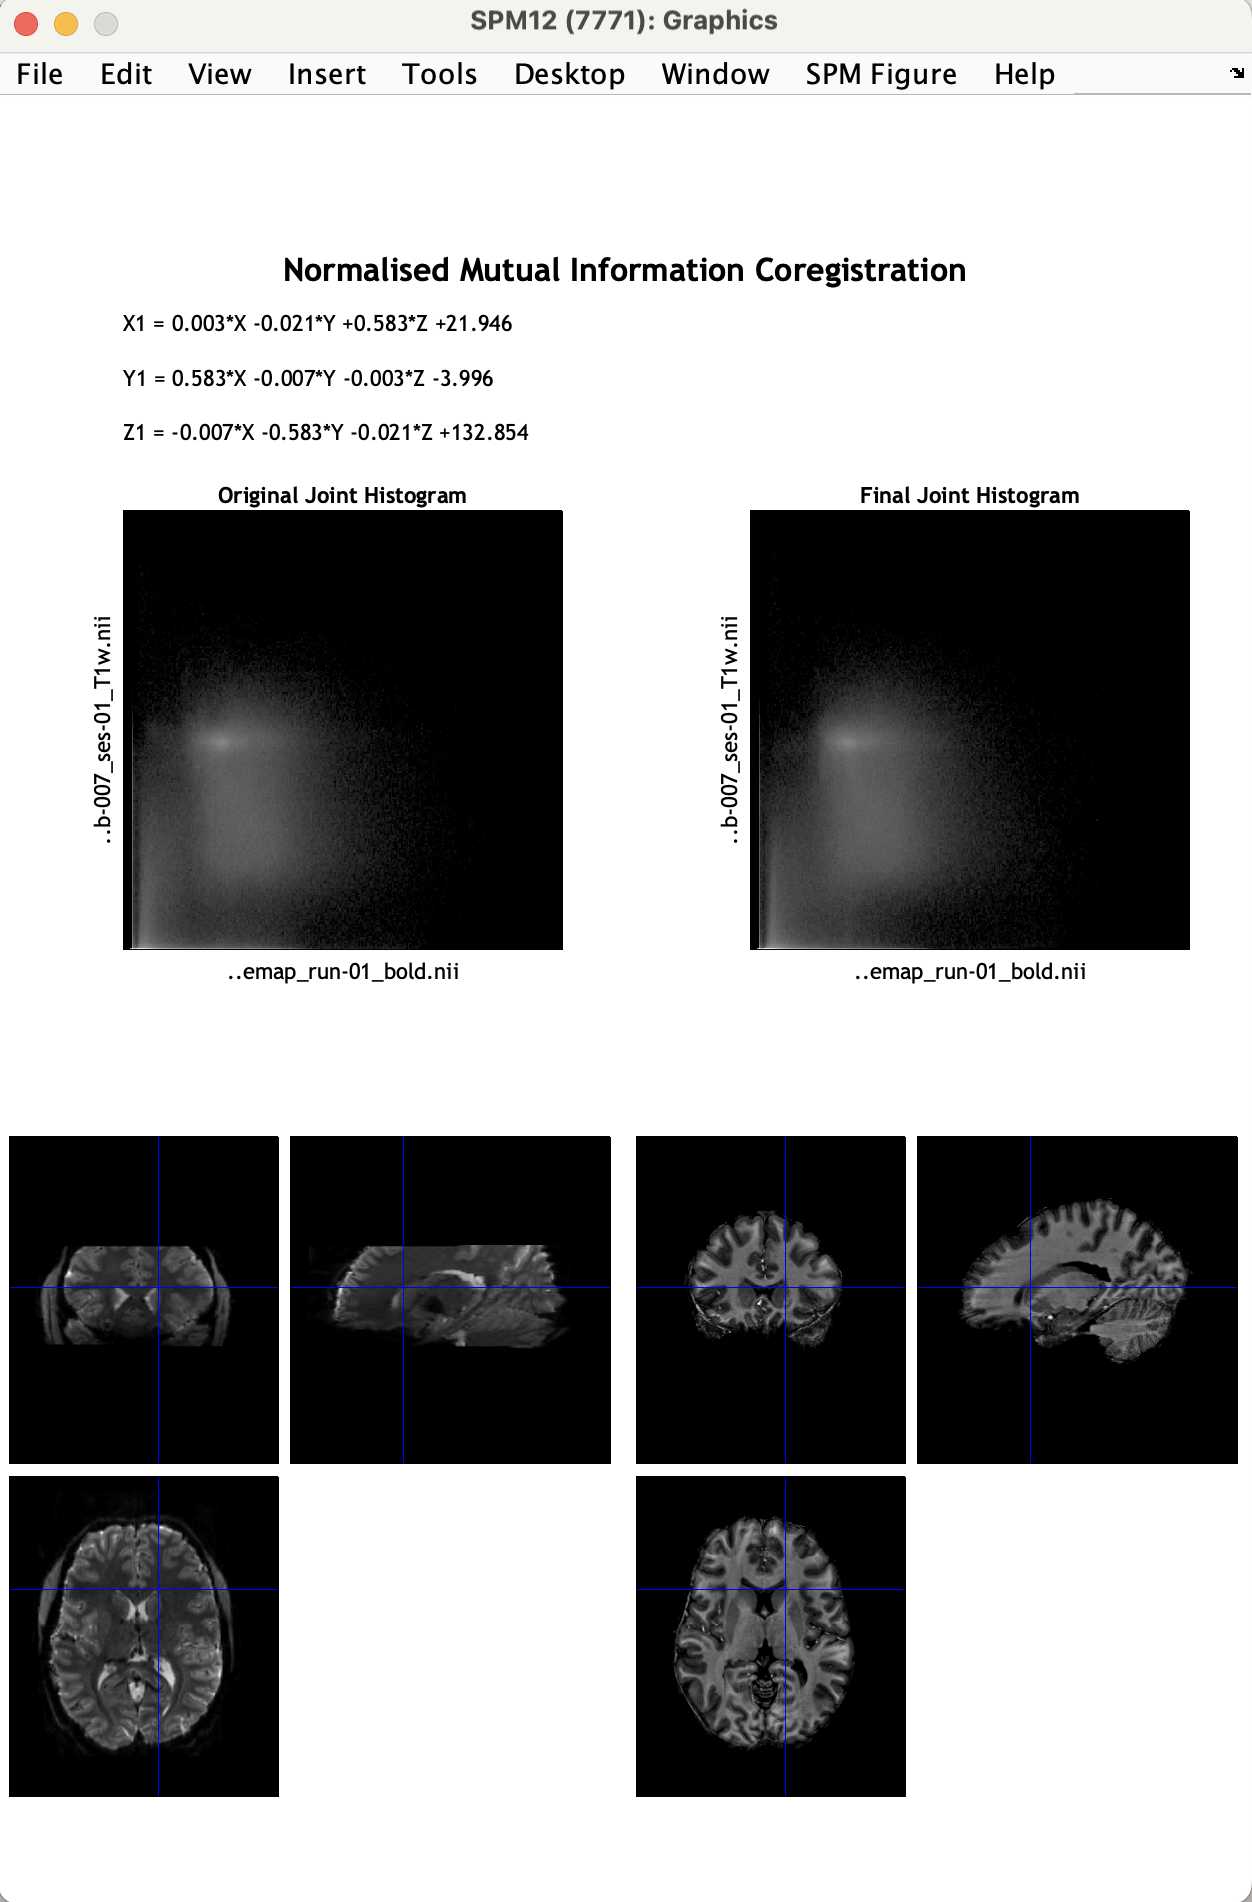 SPM12 (7771): Graphics
File Edit View Insert Tools Desktop Window SPM Figure Help
Normalised Mutual Information Coregistration
X1 = 0.003*X -0.021*Y +0.583*Z +21.946
Y1 = 0.583*X -0.007*Y -0.003*Z -3.996
Z1 = -0.007*X -0.583*Y -0.021*Z +132.854
Original Joint Histogram
..b-007_ses-01_T1w.nii
..emap_run-01_bold.nii
Final Joint Histogram
..b-007_ses-01_T1w.nii
..emap_run-01_bold.nii